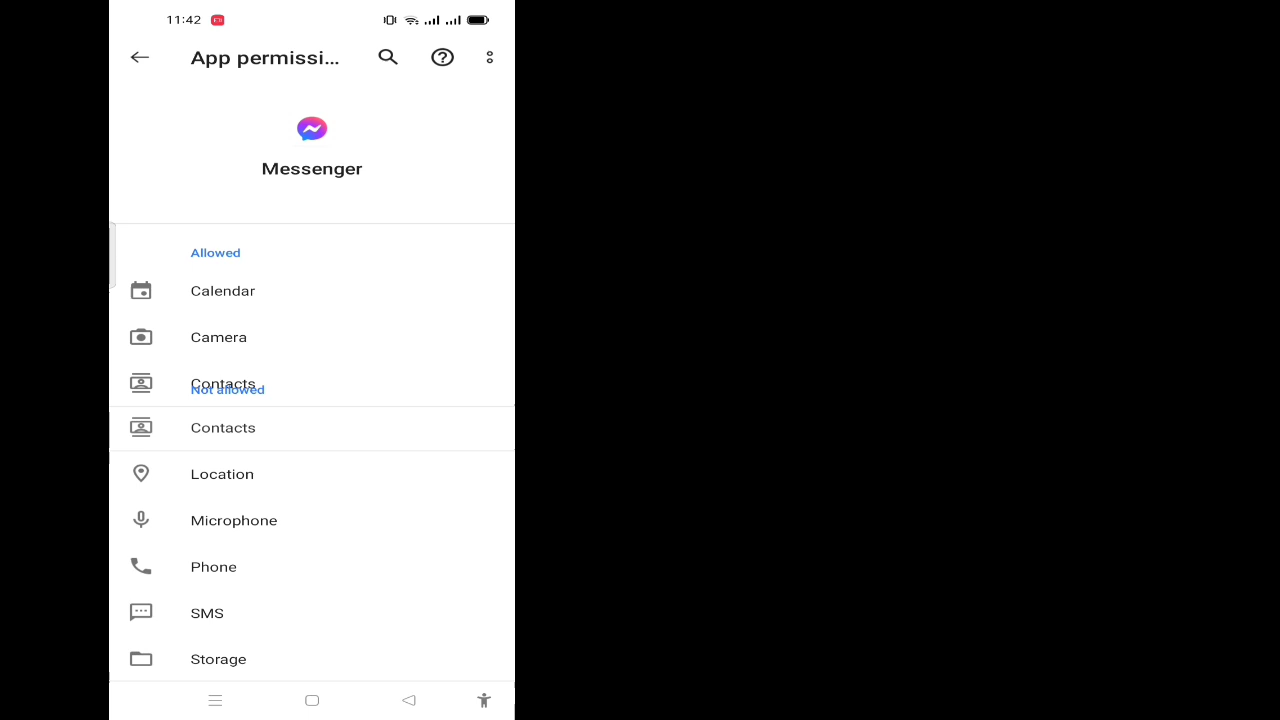 11:42
App permissi...
Messenger
Allowed
Calendar
Camera
Contacts
Not allowed
Contacts
Location
Microphone
Phone
SMS
Storage